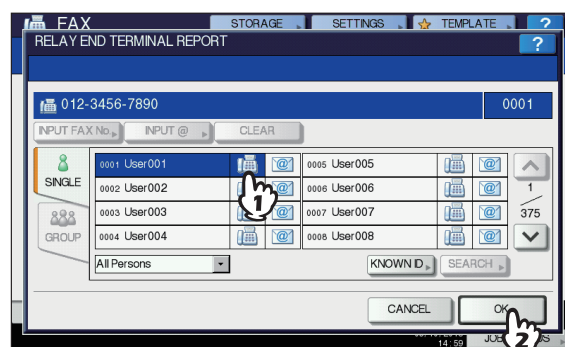 FAX STORAGE SETTINGS TEMPLATE ?
RELAY END TERMINAL REPORT ?
012-3456-7890 0001
INPUT FAX No. INPUT @ CLEAR
SINGLE
GROUP
0001 User001
0002 User002
0003 User003
0004 User004
0005 User005
0006 User006
0007 User007
0008 User008
1
375
1
All Persons KNOWN ID SEARCH
CANCEL OK
2
14:59